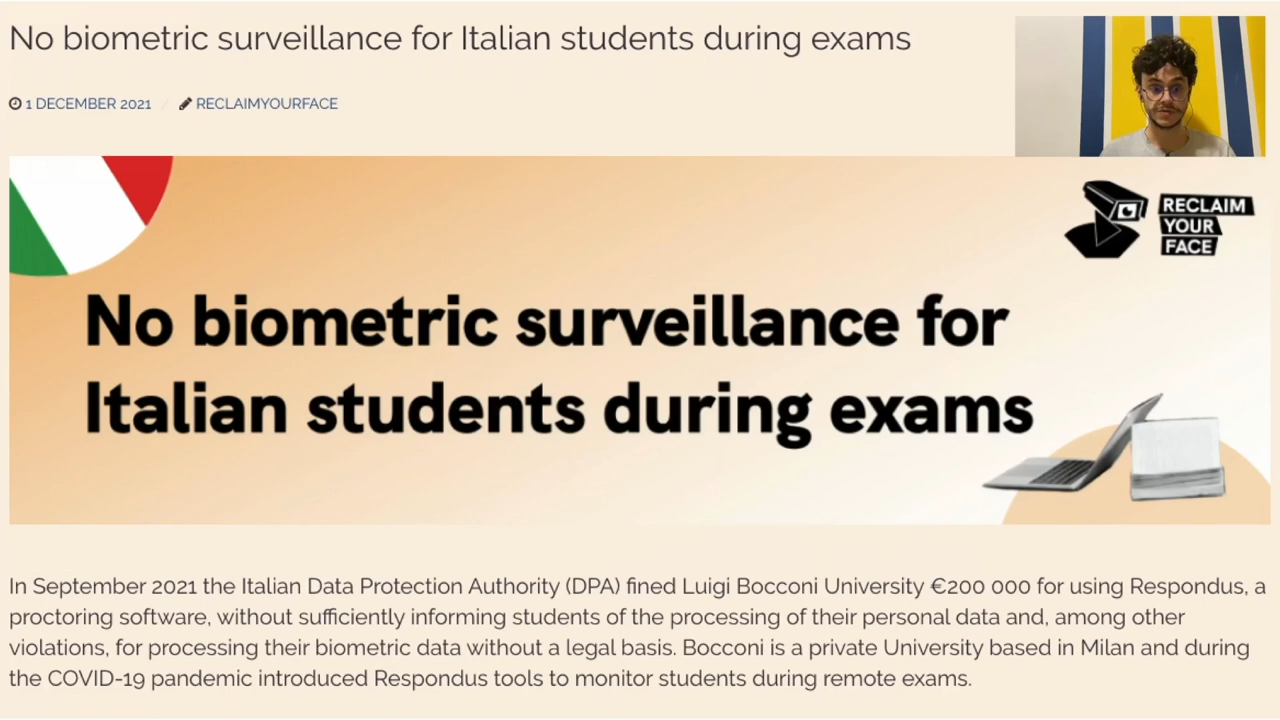 No biometric surveillance for Italian students during exams
1 DECEMBER 2021 / RECLAIMYOURFACE
RECLAIM
YOUR
FACE
No biometric surveillance for
Italian students during exams
In September 2021 the Italian Data Protection Authority (DPA) fined Luigi Bocconi University €200 000 for using Respondus, a
proctoring software, without sufficiently informing students of the processing of their personal data and, among other
violations, for processing their biometric data without a legal basis. Bocconi is a private University based in Milan and during
the COVID-19 pandemic introduced Respondus tools to monitor students during remote exams.